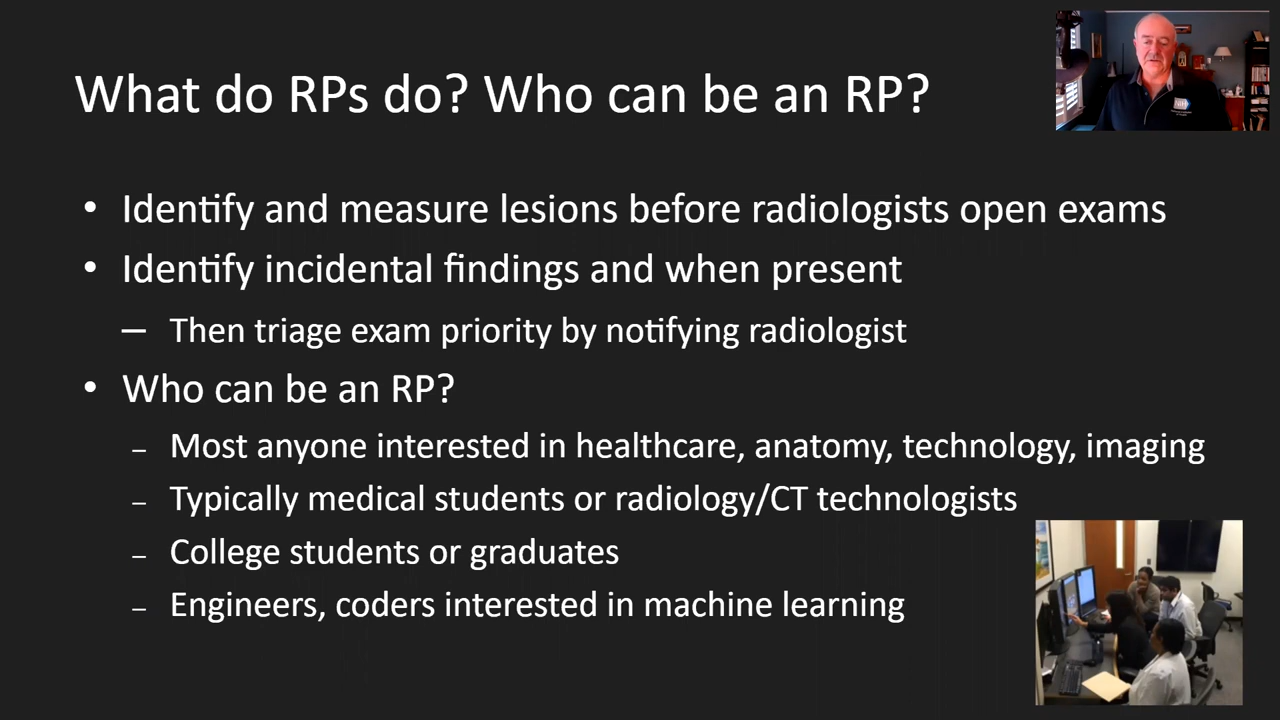 What do RPs do? Who can be an RP?
• Identify and measure lesions before radiologists open exams
• Identify incidental findings and when present
– Then triage exam priority by notifying radiologist
• Who can be an RP?
– Most anyone interested in healthcare, anatomy, technology, imaging
– Typically medical students or radiology/CT technologists
– College students or graduates
– Engineers, coders interested in machine learning
NIH